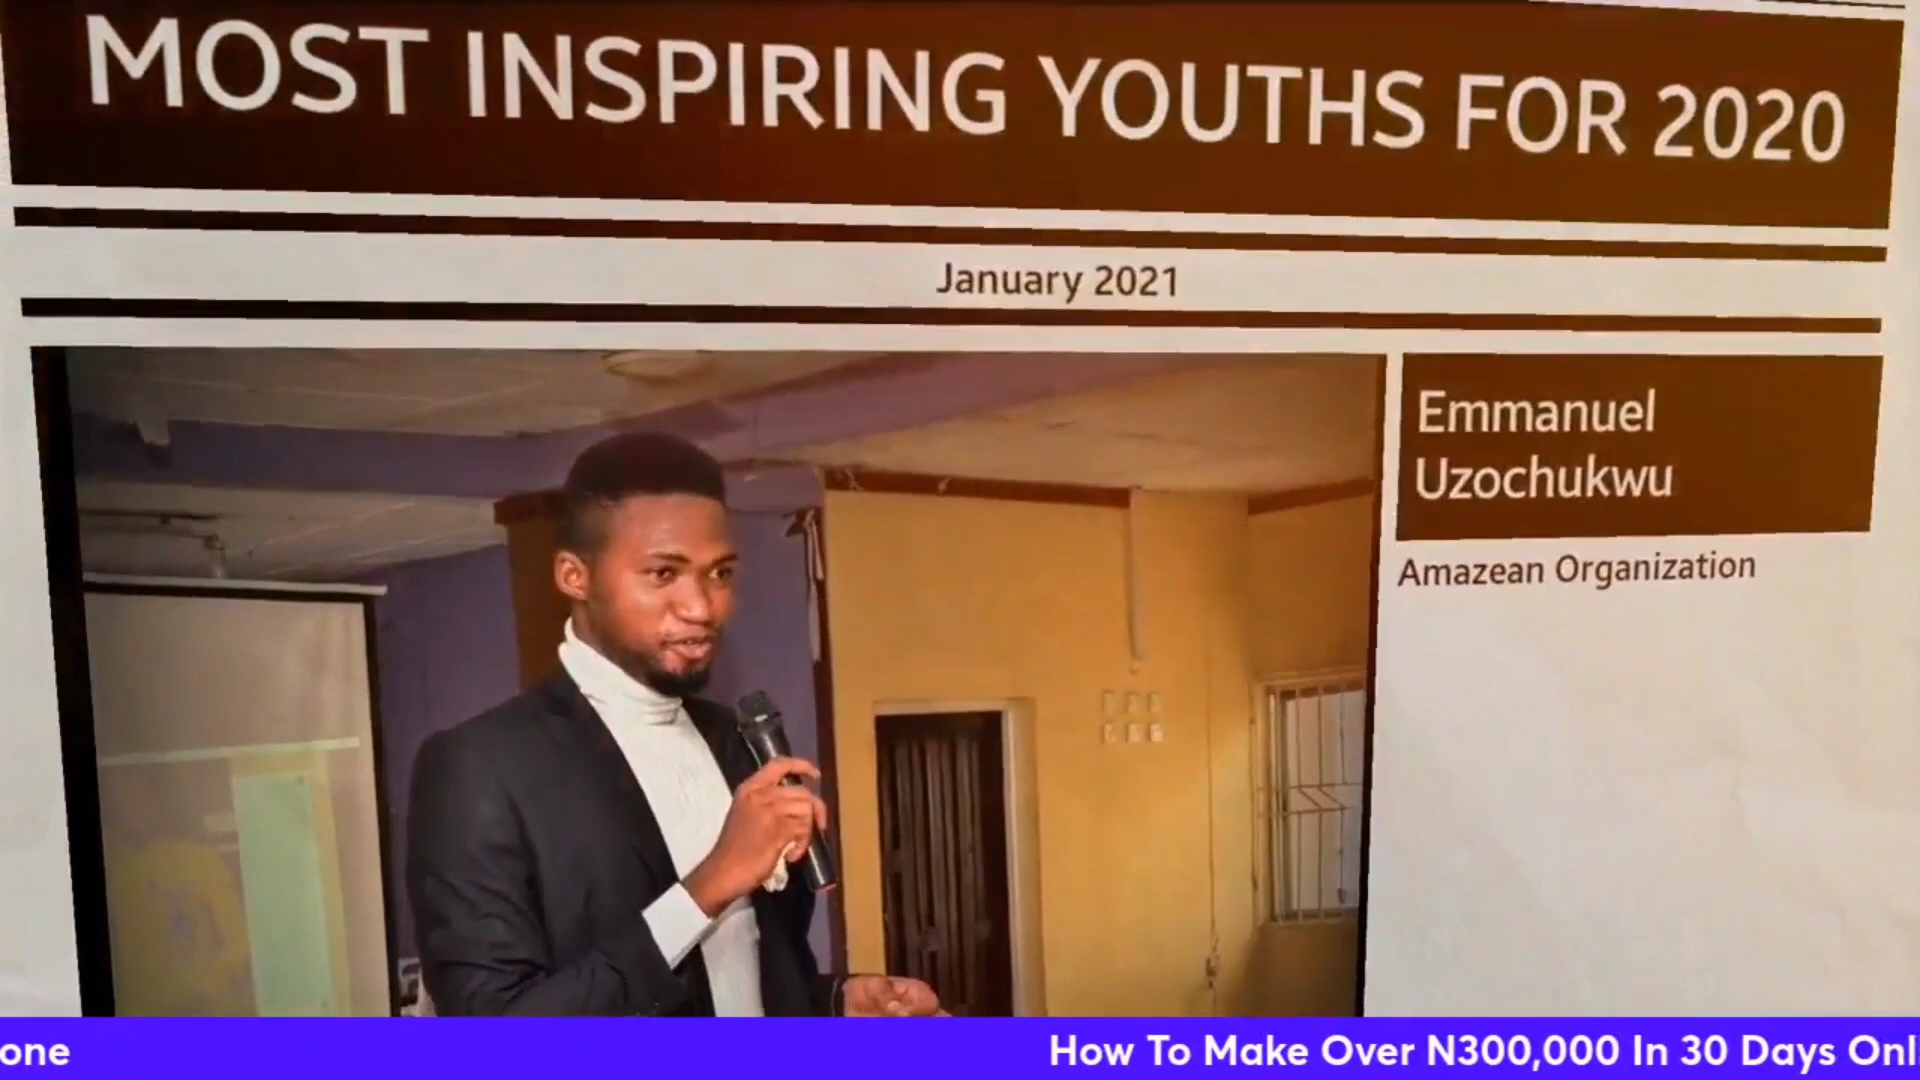 MOST INSPIRING YOUTHS FOR 2020
January 2021
Emmanuel
Uzochukwu
Amazean Organization
one
How To Make Over N300,000 In 30 Days Onl